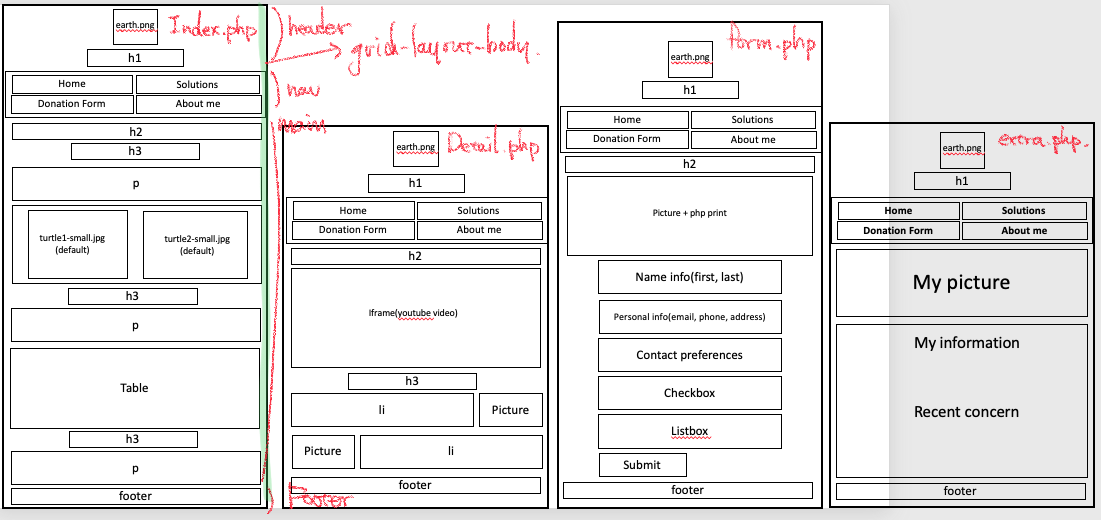 earth.png
Index.php
header
grid-layout-body.
h1
Home
Solutions
Donation Form
About me
nav
main
h2
h3
p
turtle1-small.jpg
(default)
turtle2-small.jpg
(default)
h3
p
Table
h3
p
footer
Footer
earth.png
Detail.php
h1
Home
Solutions
Donation Form
About me
h2
Iframe(youtube video)
h3
li
Picture
Picture
li
footer
earth.png
form.php
h1
Home
Solutions
Donation Form
About me
h2
Picture + php print
Name info(first, last)
Personal info(email, phone, address)
Contact preferences
Checkbox
Listbox
Submit
footer
earth.png
extra.php.
h1
Home
Solutions
Donation Form
About me
My picture
My information
Recent concern
footer